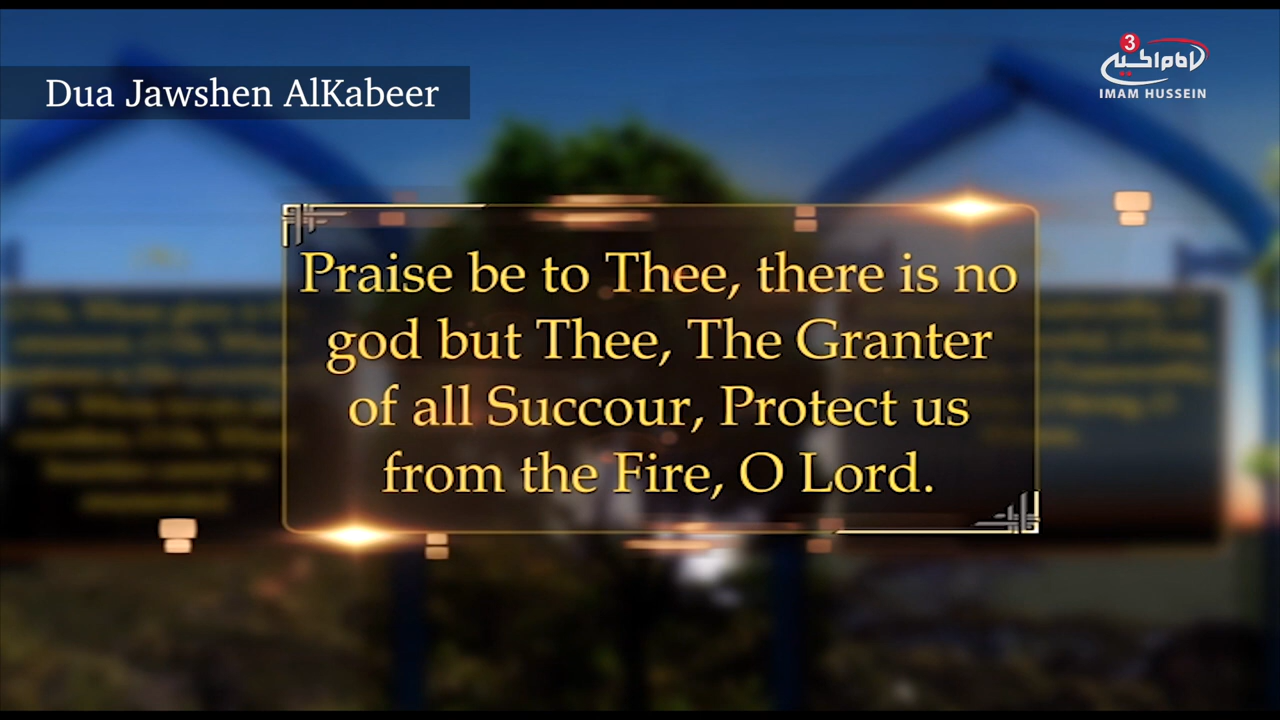 Dua Jawshen AlKabeer
3
IMAM HUSSEIN
Praise be to Thee, there is no
god but Thee, The Granter
of all Succour, Protect us
from the Fire, O Lord.